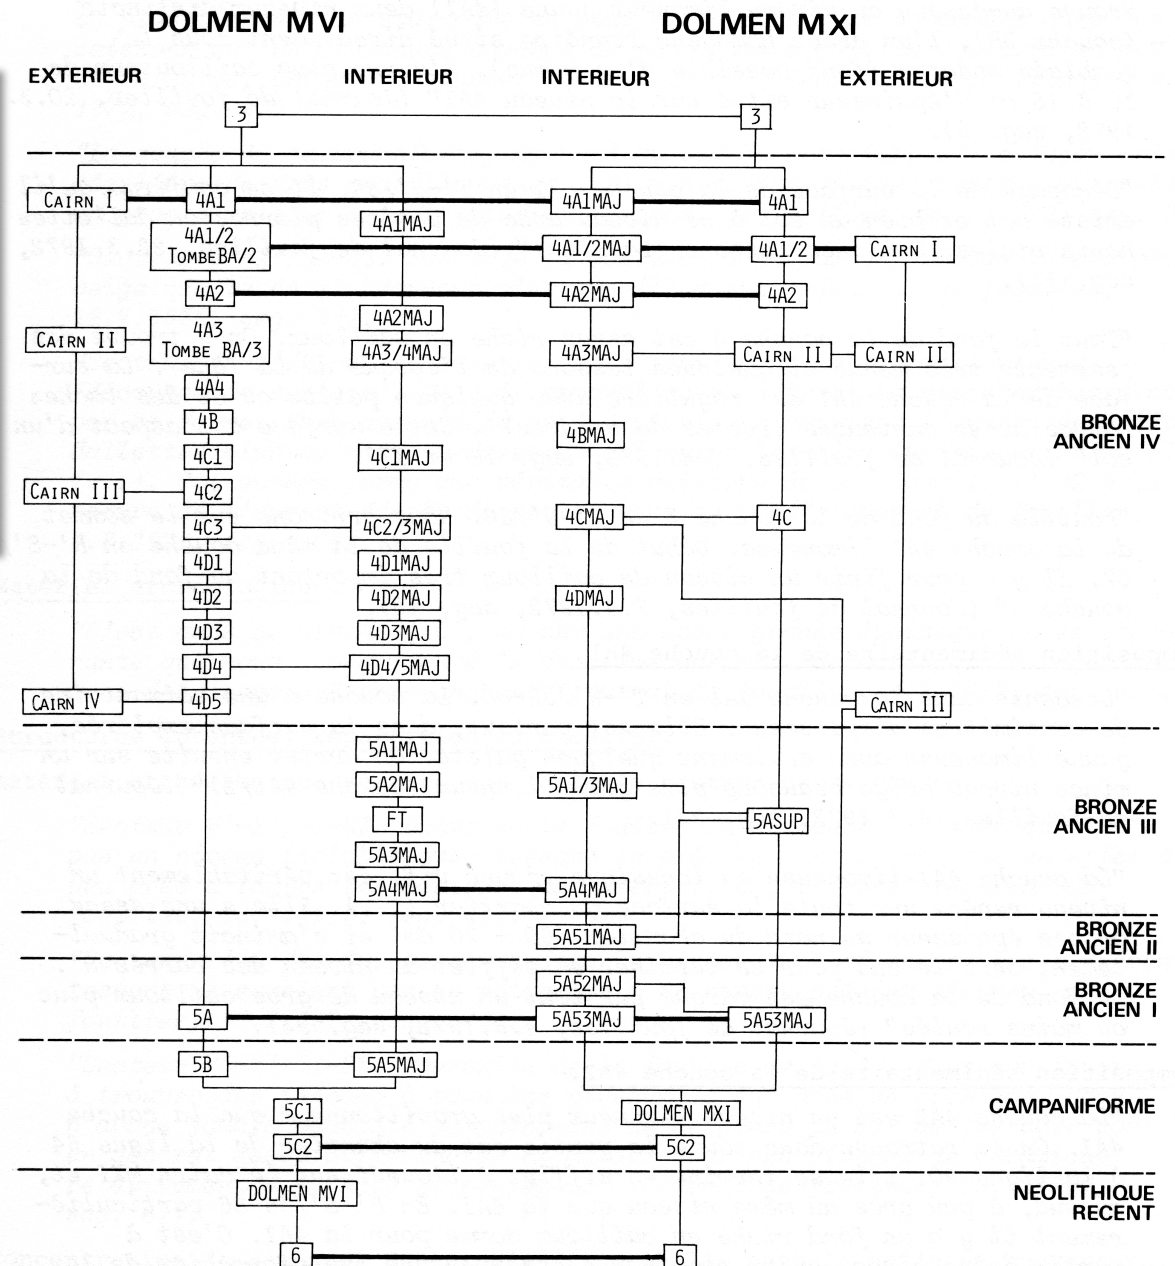 DOLMEN MVI
DOLMEN MXI
EXTERIEUR
INTERIEUR
INTERIEUR
EXTERIEUR
3
3
CAIRN I
4A1
4A1MAJ
4A1MAJ
4A1
4A1/2
TOMBE BA/2
4A1/2MAJ
4A1/2
CAIRN I
4A2
4A2MAJ
4A2
4A2MAJ
CAIRN II
4A3
TOMBE BA/3
4A3/4MAJ
4A3MAJ
CAIRN II
CAIRN II
4A4
4B
4BMAJ
BRONZE
ANCIEN IV
4C1
4C1MAJ
CAIRN III
4C2
4C3
4C2/3MAJ
4CMAJ
4C
4D1
4D1MAJ
4D2
4D2MAJ
4DMAJ
4D3
4D3MAJ
4D4
4D4/5MAJ
CAIRN IV
4D5
CAIRN III
5A1MAJ
5A2MAJ
5A1/3MAJ
FT
5ASUP
BRONZE
ANCIEN III
5A3MAJ
5A4MAJ
5A4MAJ
5A51MAJ
BRONZE
ANCIEN II
5A52MAJ
BRONZE
ANCIEN I
5A
5A53MAJ
5A53MAJ
5B
5A5MAJ
5C1
DOLMEN MXI
CAMPANIFORME
5C2
5C2
DOLMEN MVI
NEOLITHIQUE
RECENT
6
6